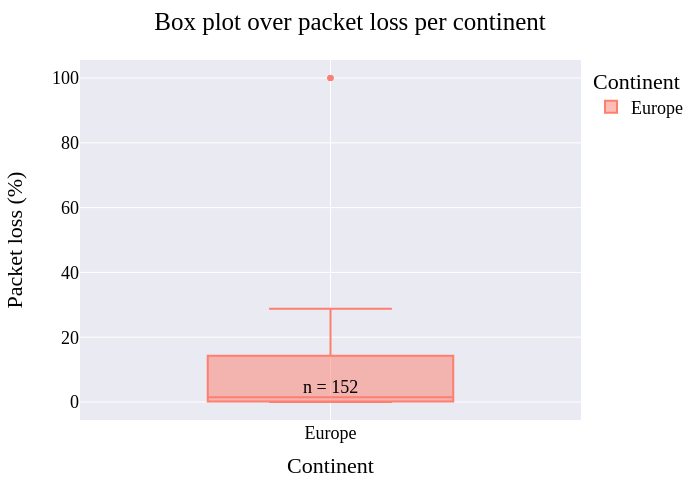 Box plot over packet loss per continent
Continent
Europe
100
80
60
40
20
0
Packet loss (%)
n = 152
Europe
Continent